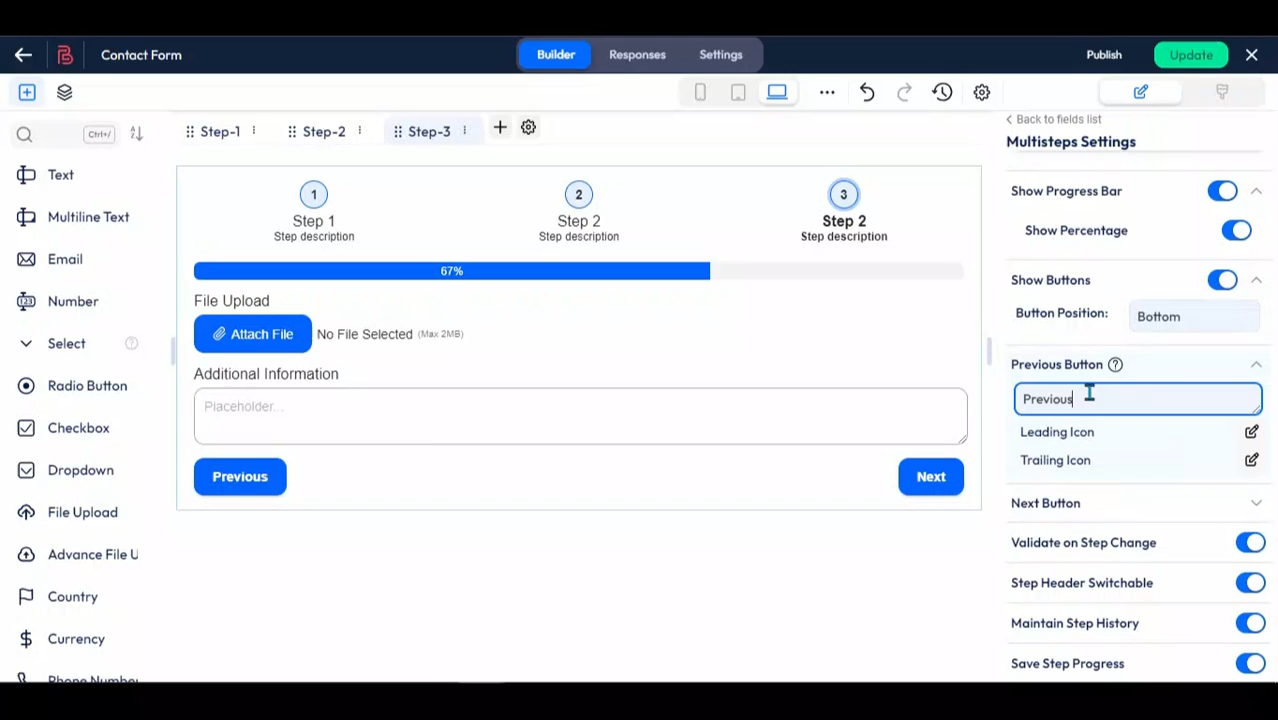 Contact Form
Builder
Responses
Settings
Publish
Update
Ctrl+/
Step-1
Step-2
Step-3
Text
Multiline Text
Email
Number
Select
Radio Button
Checkbox
Dropdown
File Upload
Advance File U
Country
Currency
Phone Number
1
Step 1
Step description
2
Step 2
Step description
3
Step 2
Step description
67%
File Upload
Attach File
No File Selected (Max 2MB)
Additional Information
Placeholder...
Previous
Next
Back to fields list
Multisteps Settings
Show Progress Bar
Show Percentage
Show Buttons
Button Position:
Bottom
Previous Button
Previous
Leading Icon
Trailing Icon
Next Button
Validate on Step Change
Step Header Switchable
Maintain Step History
Save Step Progress